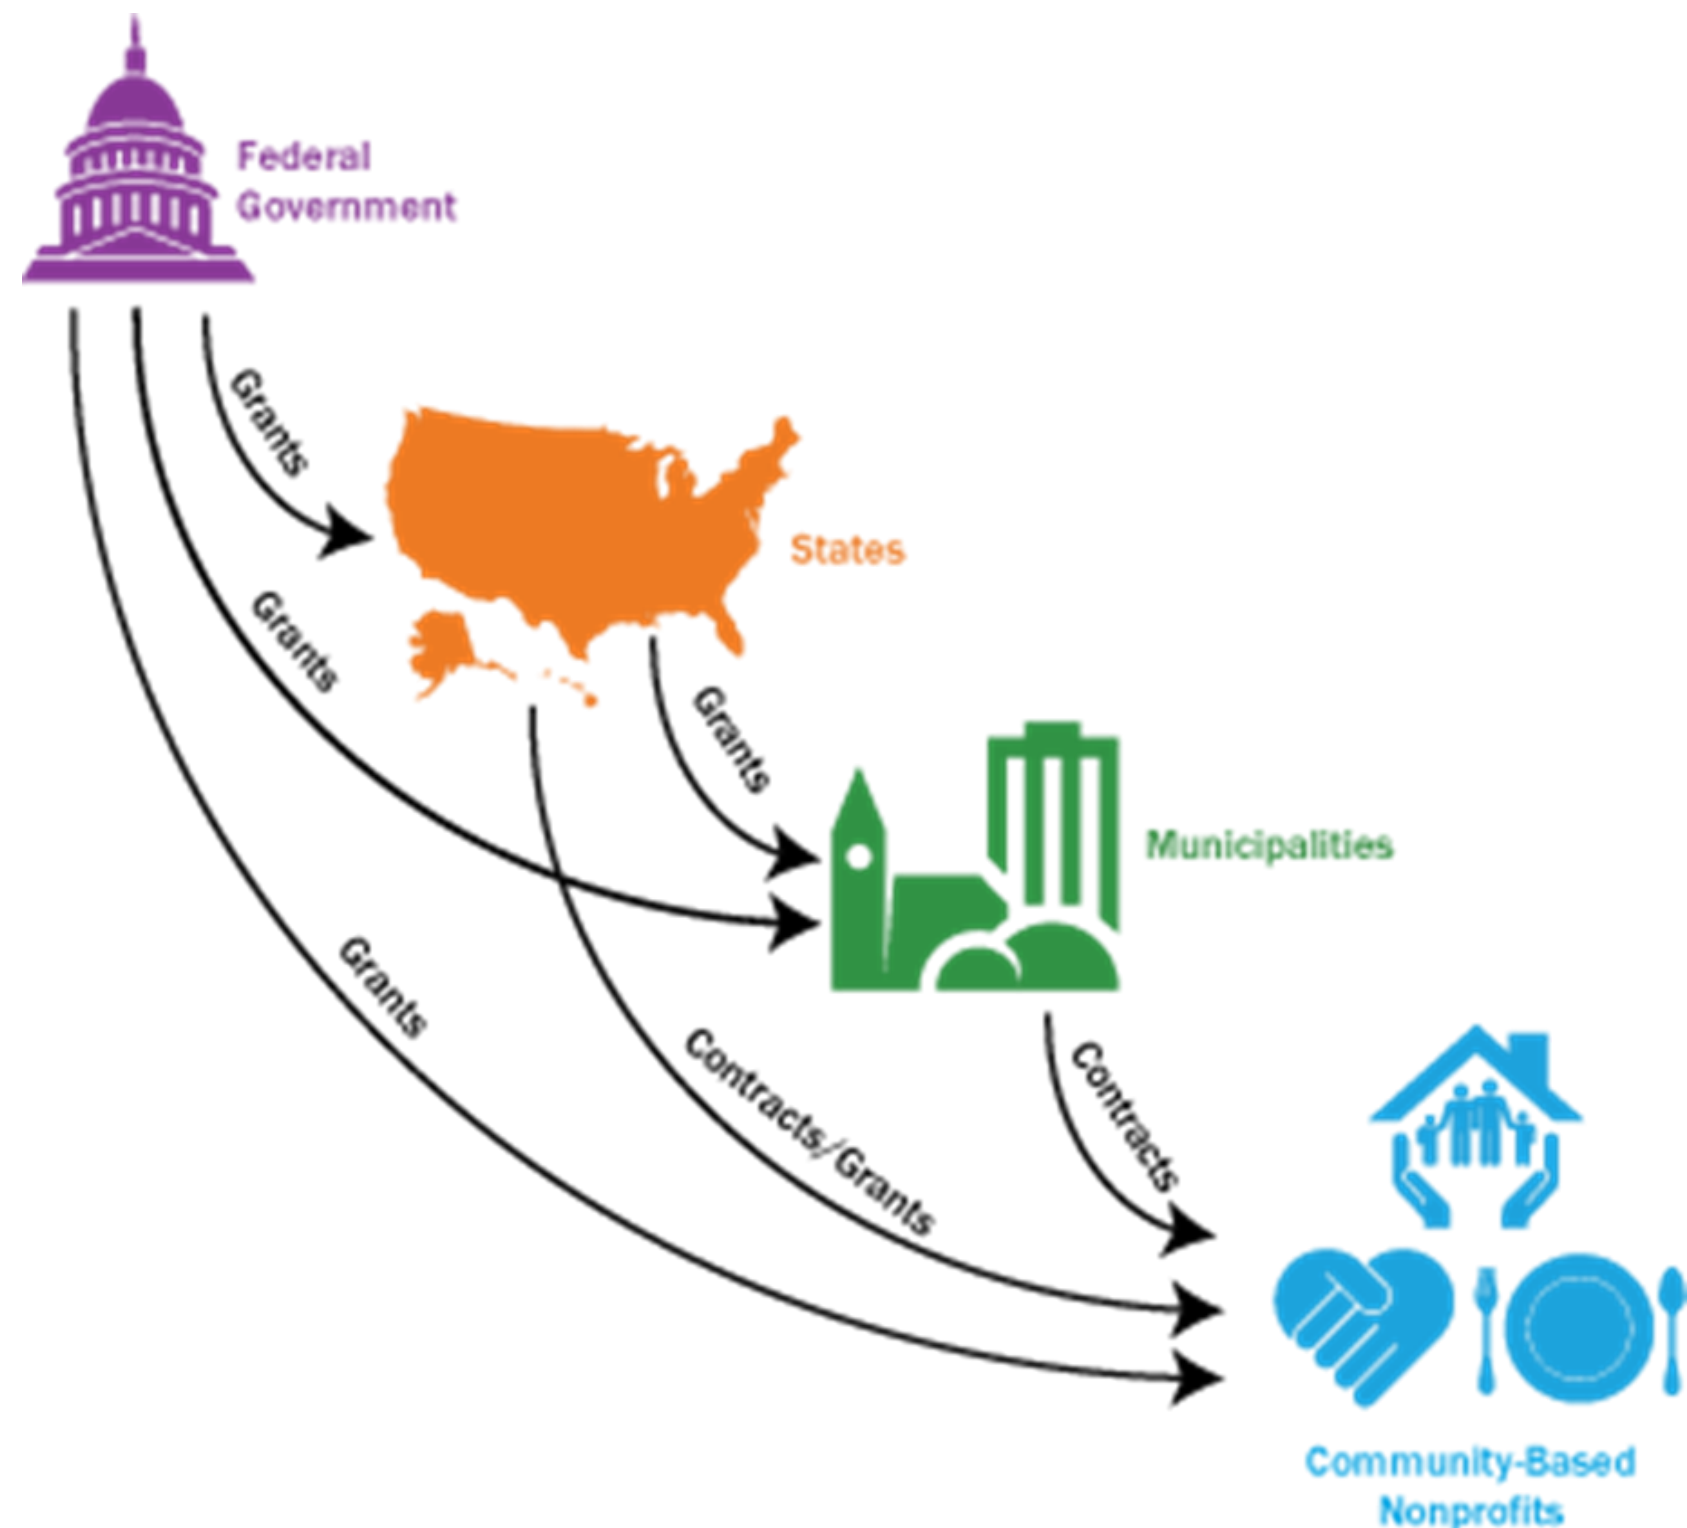 Federal
Government
Grants
States
Grants
Grants
Municipalities
Grants
Contracts/Grants
Contracts
Community-Based
Nonprofits